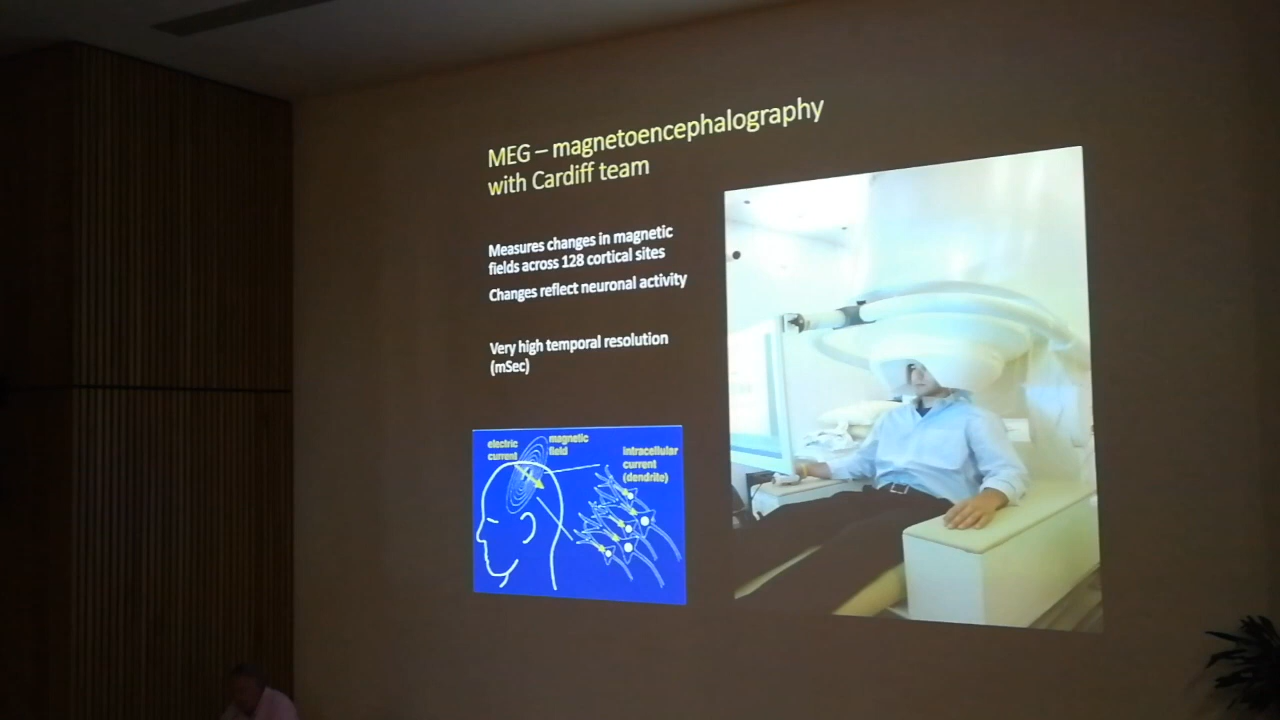 MEG – magnetoencephalography
with Cardiff team
Measures changes in magnetic
fields across 128 cortical sites
Changes reflect neuronal activity
Very high temporal resolution
(mSec)
electric
current
magnetic
field
intracellular
current
(dendrite)